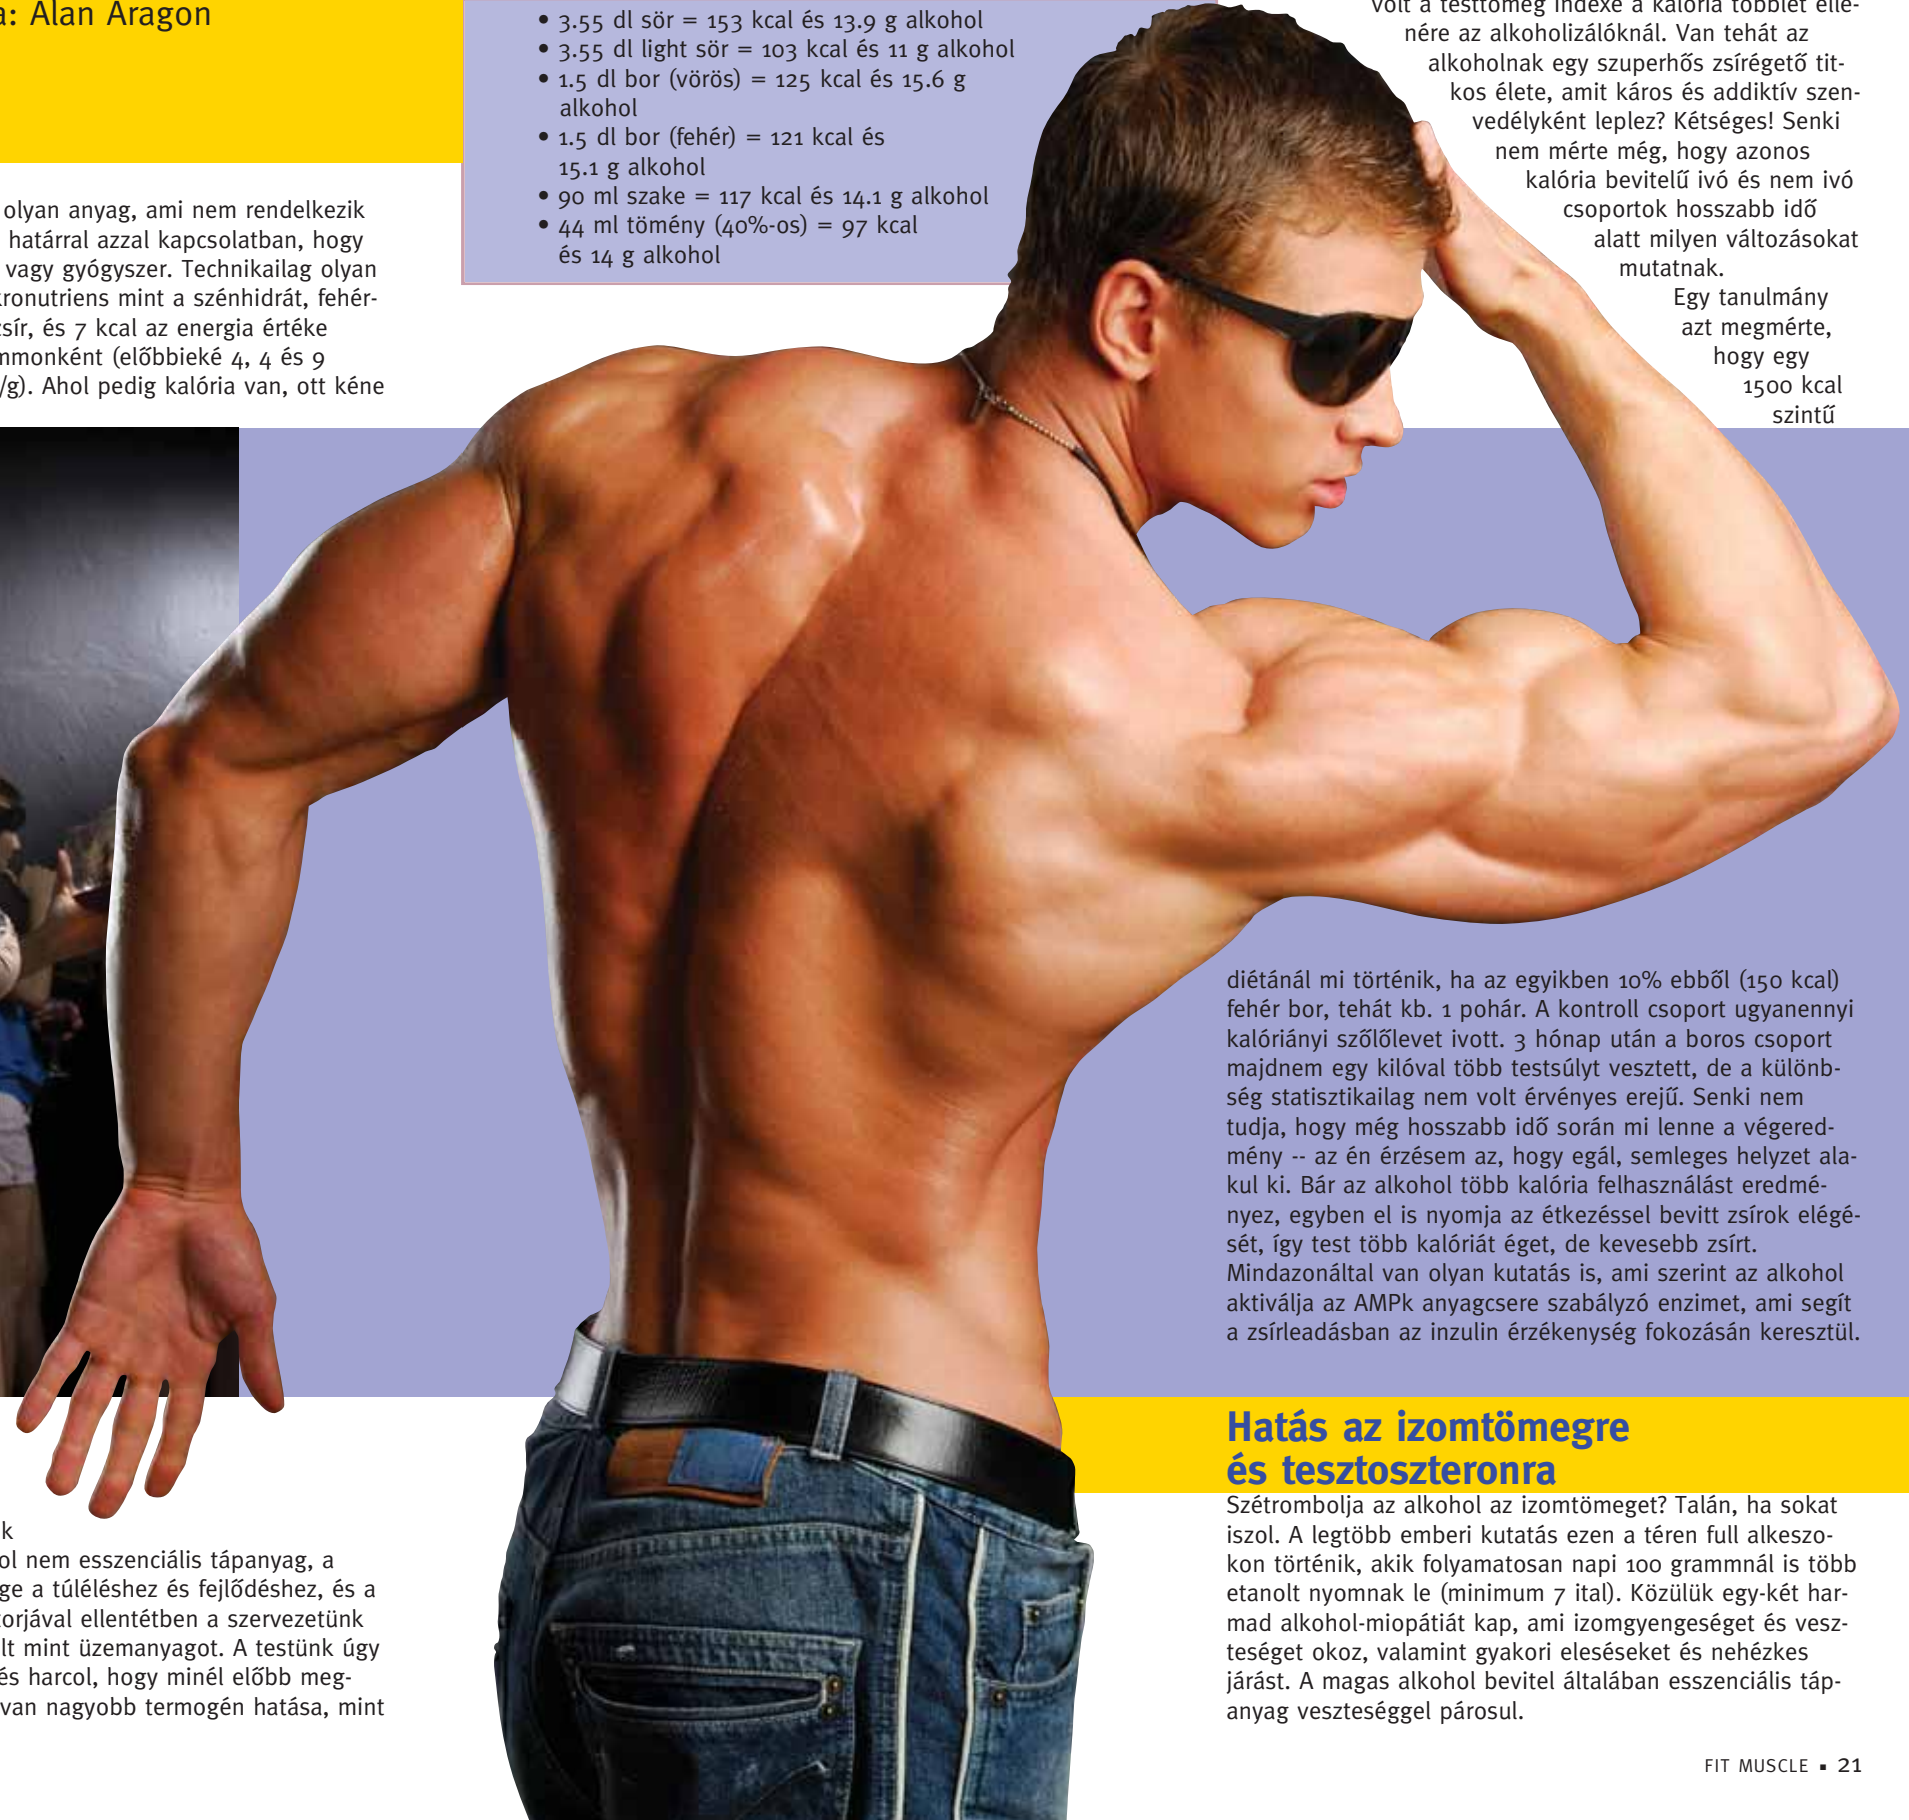 a: Alan Aragon
• 3.55 dl sör = 153 kcal és 13.9 g alkohol
• 3.55 dl light sör = 103 kcal és 11 g alkohol
• 1.5 dl bor (vörös) = 125 kcal és 15.6 g
alkohol
• 1.5 dl bor (fehér) = 121 kcal és
15.1 g alkohol
• 90 ml szake = 117 kcal és 14.1 g alkohol
• 44 ml tömény (40%-os) = 97 kcal
és 14 g alkohol
olyan anyag, ami nem rendelkezik
határral azzal kapcsolatban, hogy
vagy gyógyszer. Technikailag olyan
kronutriens mint a szénhidrát, fehér-
zsír, és 7 kcal az energia értéke
mmonként (előbbieké 4, 4 és 9
/g). Ahol pedig kalória van, ott kéne
k
ol nem esszenciális tápanyag, a
ge a túléléshez és fejlődéshez, és a
torjával ellentétben a szervezetünk
lt mint üzemanyagot. A testünk úgy
és harcol, hogy minél előbb meg-
van nagyobb termogén hatása, mint
volt a testtömeg indexe a kalória többlet elle-
nére az alkoholizálóknál. Van tehát az
alkoholnak egy szuperhős zsírégető tit-
kos élete, amit káros és addiktív szen-
vedélyként leplez? Kétséges! Senki
nem mérte még, hogy azonos
kalória bevitelű ivó és nem ivó
csoportok hosszabb idő
alatt milyen változásokat
mutatnak.
Egy tanulmány
azt megmérte,
hogy egy
1500 kcal
szintű
diétánál mi történik, ha az egyikben 10% ebből (150 kcal)
fehér bor, tehát kb. 1 pohár. A kontroll csoport ugyanennyi
kalóriányi szőlőlevet ivott. 3 hónap után a boros csoport
majdnem egy kilóval több testsúlyt vesztett, de a különb-
ség statisztikailag nem volt érvényes erejű. Senki nem
tudja, hogy még hosszabb idő során mi lenne a végered-
mény -- az én érzésem az, hogy egál, semleges helyzet ala-
kul ki. Bár az alkohol több kalória felhasználást eredmé-
nyez, egyben el is nyomja az étkezéssel bevitt zsírok elégé-
sét, így test több kalóriát éget, de kevesebb zsírt.
Mindazonáltal van olyan kutatás is, ami szerint az alkohol
aktiválja az AMPk anyagcsere szabályzó enzimet, ami segít
a zsírleadásban az inzulin érzékenység fokozásán keresztül.
Hatás az izomtömegre
és tesztoszteronra
Szétrombolja az alkohol az izomtömeget? Talán, ha sokat
iszol. A legtöbb emberi kutatás ezen a téren full alkeszo-
kon történik, akik folyamatosan napi 100 grammnál is több
etanolt nyomnak le (minimum 7 ital). Közülük egy-két har-
mad alkohol-miopátiát kap, ami izomgyengeséget és vesz-
teséget okoz, valamint gyakori eleséseket és nehézkes
járást. A magas alkohol bevitel általában esszenciális táp-
anyag veszteséggel párosul.
FIT MUSCLE ▪ 21